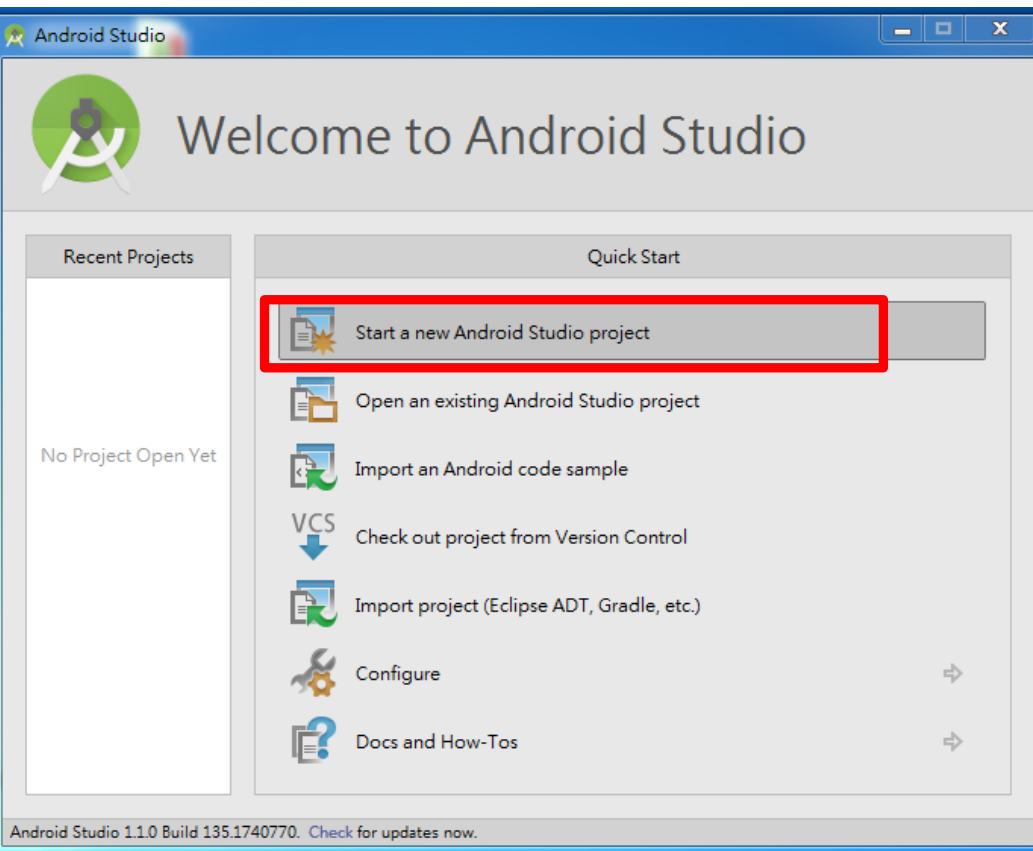 Android Studio
Welcome to Android Studio
Recent Projects
No Project Open Yet
Quick Start
Start a new Android Studio project
Open an existing Android Studio project
Import an Android code sample
VCS
Check out project from Version Control
Import project (Eclipse ADT, Gradle, etc.)
Configure
Docs and How-Tos
Android Studio 1.1.0 Build 135.1740770. Check for updates now.